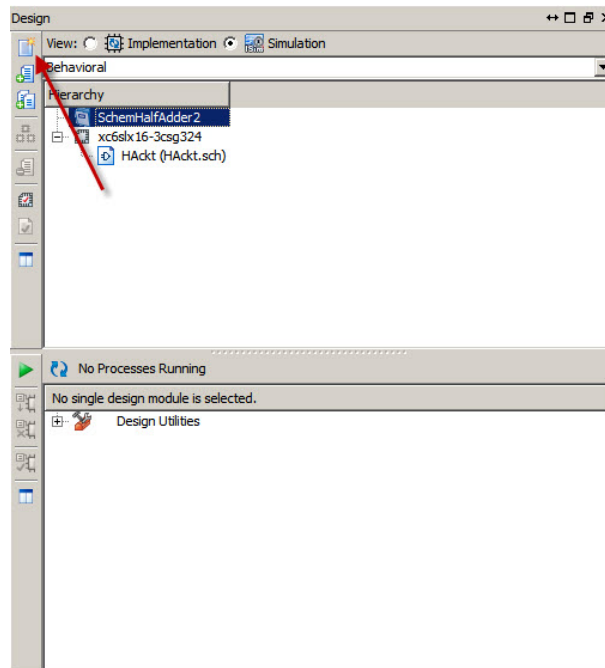 Design
View: Implementation Simulation
Behavioral
Hierarchy
SchemHalfAdder2
xc6slx16-3csg324
HAckt (HAckt.sch)
No Processes Running
No single design module is selected.
Design Utilities